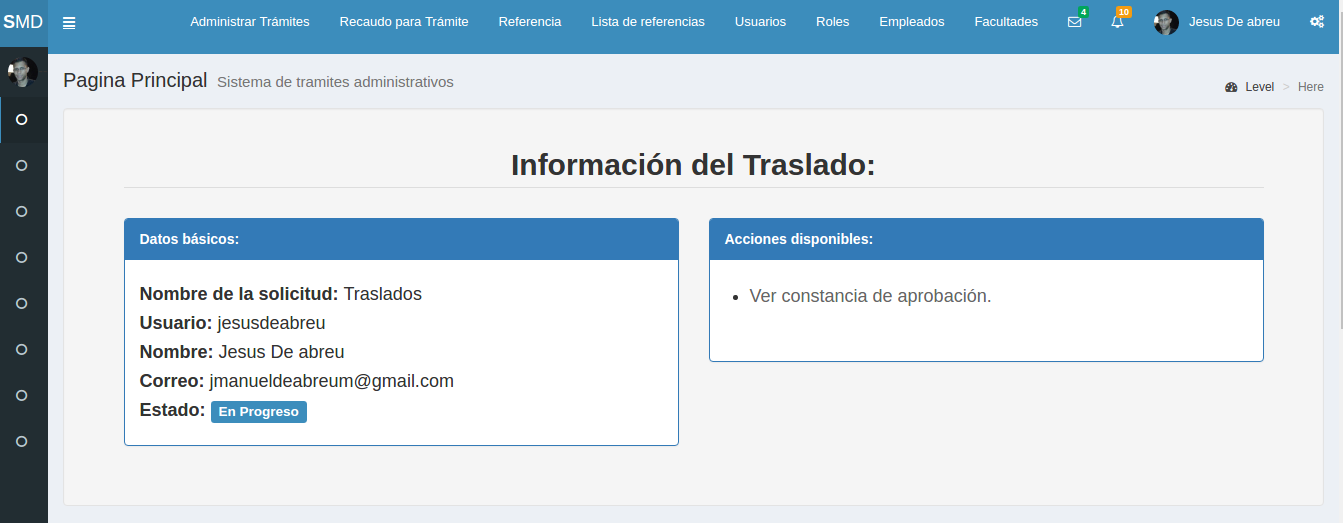 SMD
Administrar Trámites Recaudo para Trámite Referencia Lista de referencias Usuarios Roles Empleados Facultades 4 10 Jesus De abreu
Pagina Principal Sistema de tramites administrativos
Level > Here
Información del Traslado:
Datos básicos:
Nombre de la solicitud: Traslados
Usuario: jesusdeabreu
Nombre: Jesus De abreu
Correo: jmanueldeabreum@gmail.com
Estado: En Progreso
Acciones disponibles:
Ver constancia de aprobación.